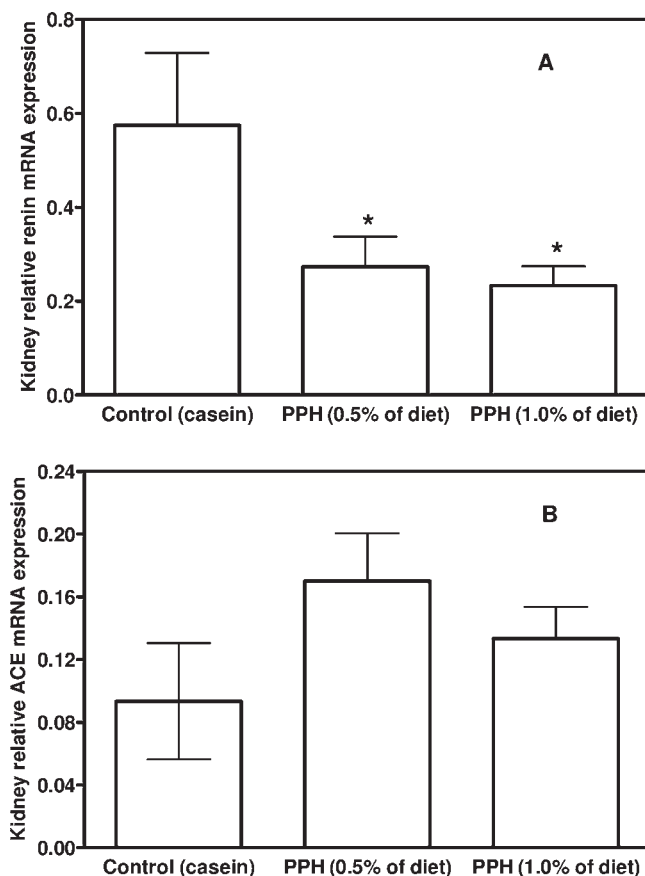 Kidney relative renin mRNA expression
0.8
0.6
0.4
0.2
0.0
A
*
*
Control (casein) PPH (0.5% of diet) PPH (1.0% of diet)
Kidney relative ACE mRNA expression
0.24
0.20
0.16
0.12
0.08
0.04
0.00
B
Control (casein) PPH (0.5% of diet) PPH (1.0% of diet)